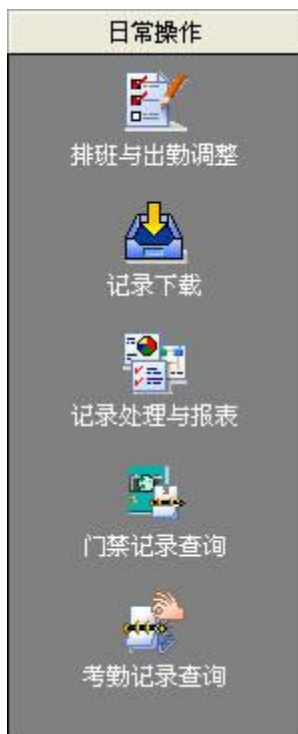 日常操作
排班与出勤调整
记录下载
记录处理与报表
门禁记录查询
考勤记录查询